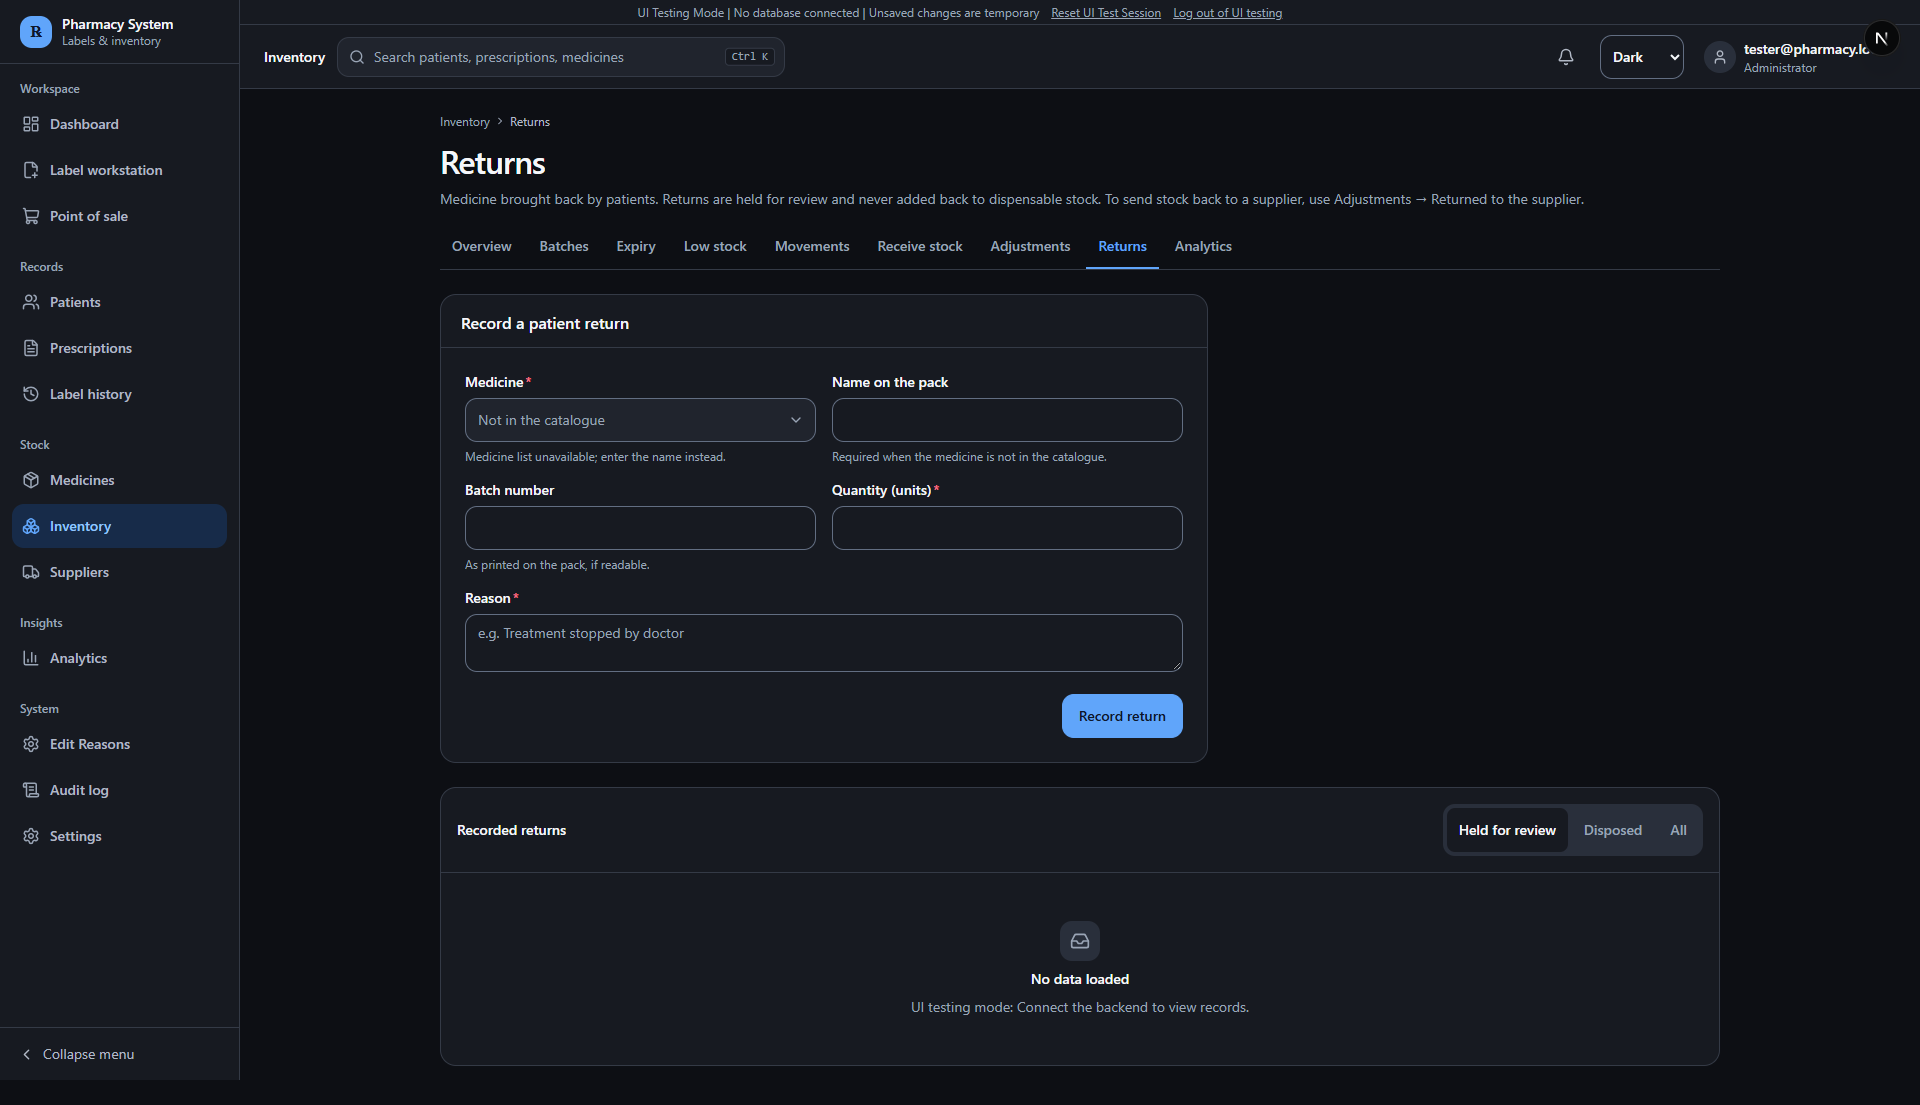 UI Testing Mode | No database connected | Unsaved changes are temporary Reset UI Test Session Log out of UI testing
R
Pharmacy System
Labels & inventory
Workspace
Dashboard
Label workstation
Point of sale
Records
Patients
Prescriptions
Label history
Stock
Medicines
Inventory
Suppliers
Insights
Analytics
System
Edit Reasons
Audit log
Settings
Collapse menu
Inventory
Search patients, prescriptions, medicines
Ctrl K
Dark
tester@pharmacy.lo
Administrator
N
Inventory > Returns
Returns
Medicine brought back by patients. Returns are held for review and never added back to dispensable stock. To send stock back to a supplier, use Adjustments → Returned to the supplier.
Overview Batches Expiry Low stock Movements Receive stock Adjustments Returns Analytics
Record a patient return
Medicine*
Not in the catalogue
Medicine list unavailable; enter the name instead.
Name on the pack
Required when the medicine is not in the catalogue.
Batch number
As printed on the pack, if readable.
Quantity (units)*
Reason*
e.g. Treatment stopped by doctor
Record return
Recorded returns
Held for review Disposed All
No data loaded
UI testing mode: Connect the backend to view records.